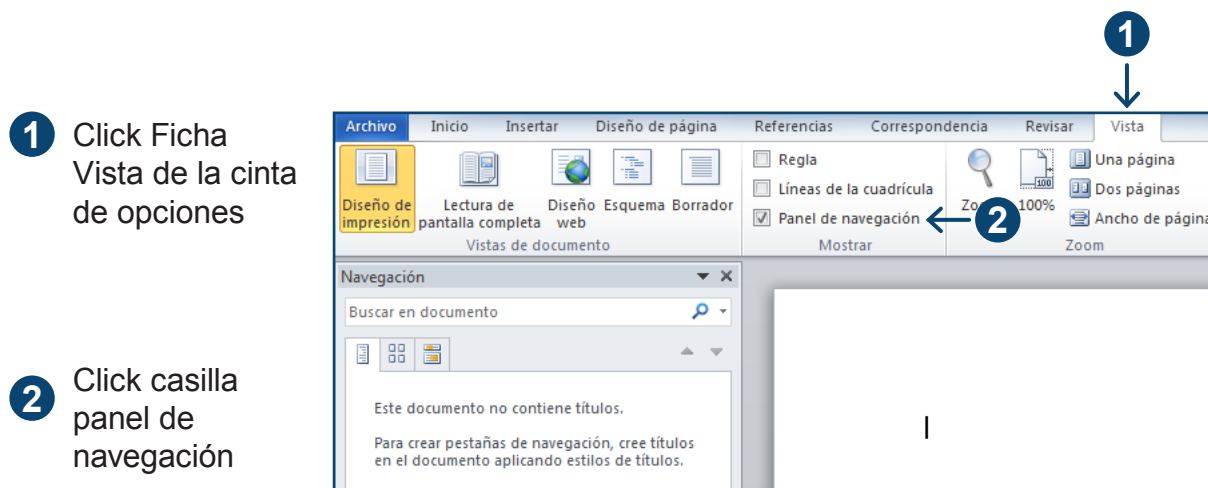 1
1 Click Ficha
Vista de la cinta
de opciones
Archivo Inicio Insertar Diseño de página Referencias Correspondencia Revisar Vista
Diseño de
impresión
Lectura de
pantalla completa
Diseño
web
Esquema
Borrador
Vistas de documento
Regla
Líneas de la cuadrícula
Panel de navegación
2
Mostrar
100
100%
Una página
Dos páginas
Ancho de página
Zoom
Navegación
Buscar en documento
Este documento no contiene títulos.
Para crear pestañas de navegación, cree títulos
en el documento aplicando estilos de títulos.
2 Click casilla
panel de
navegación